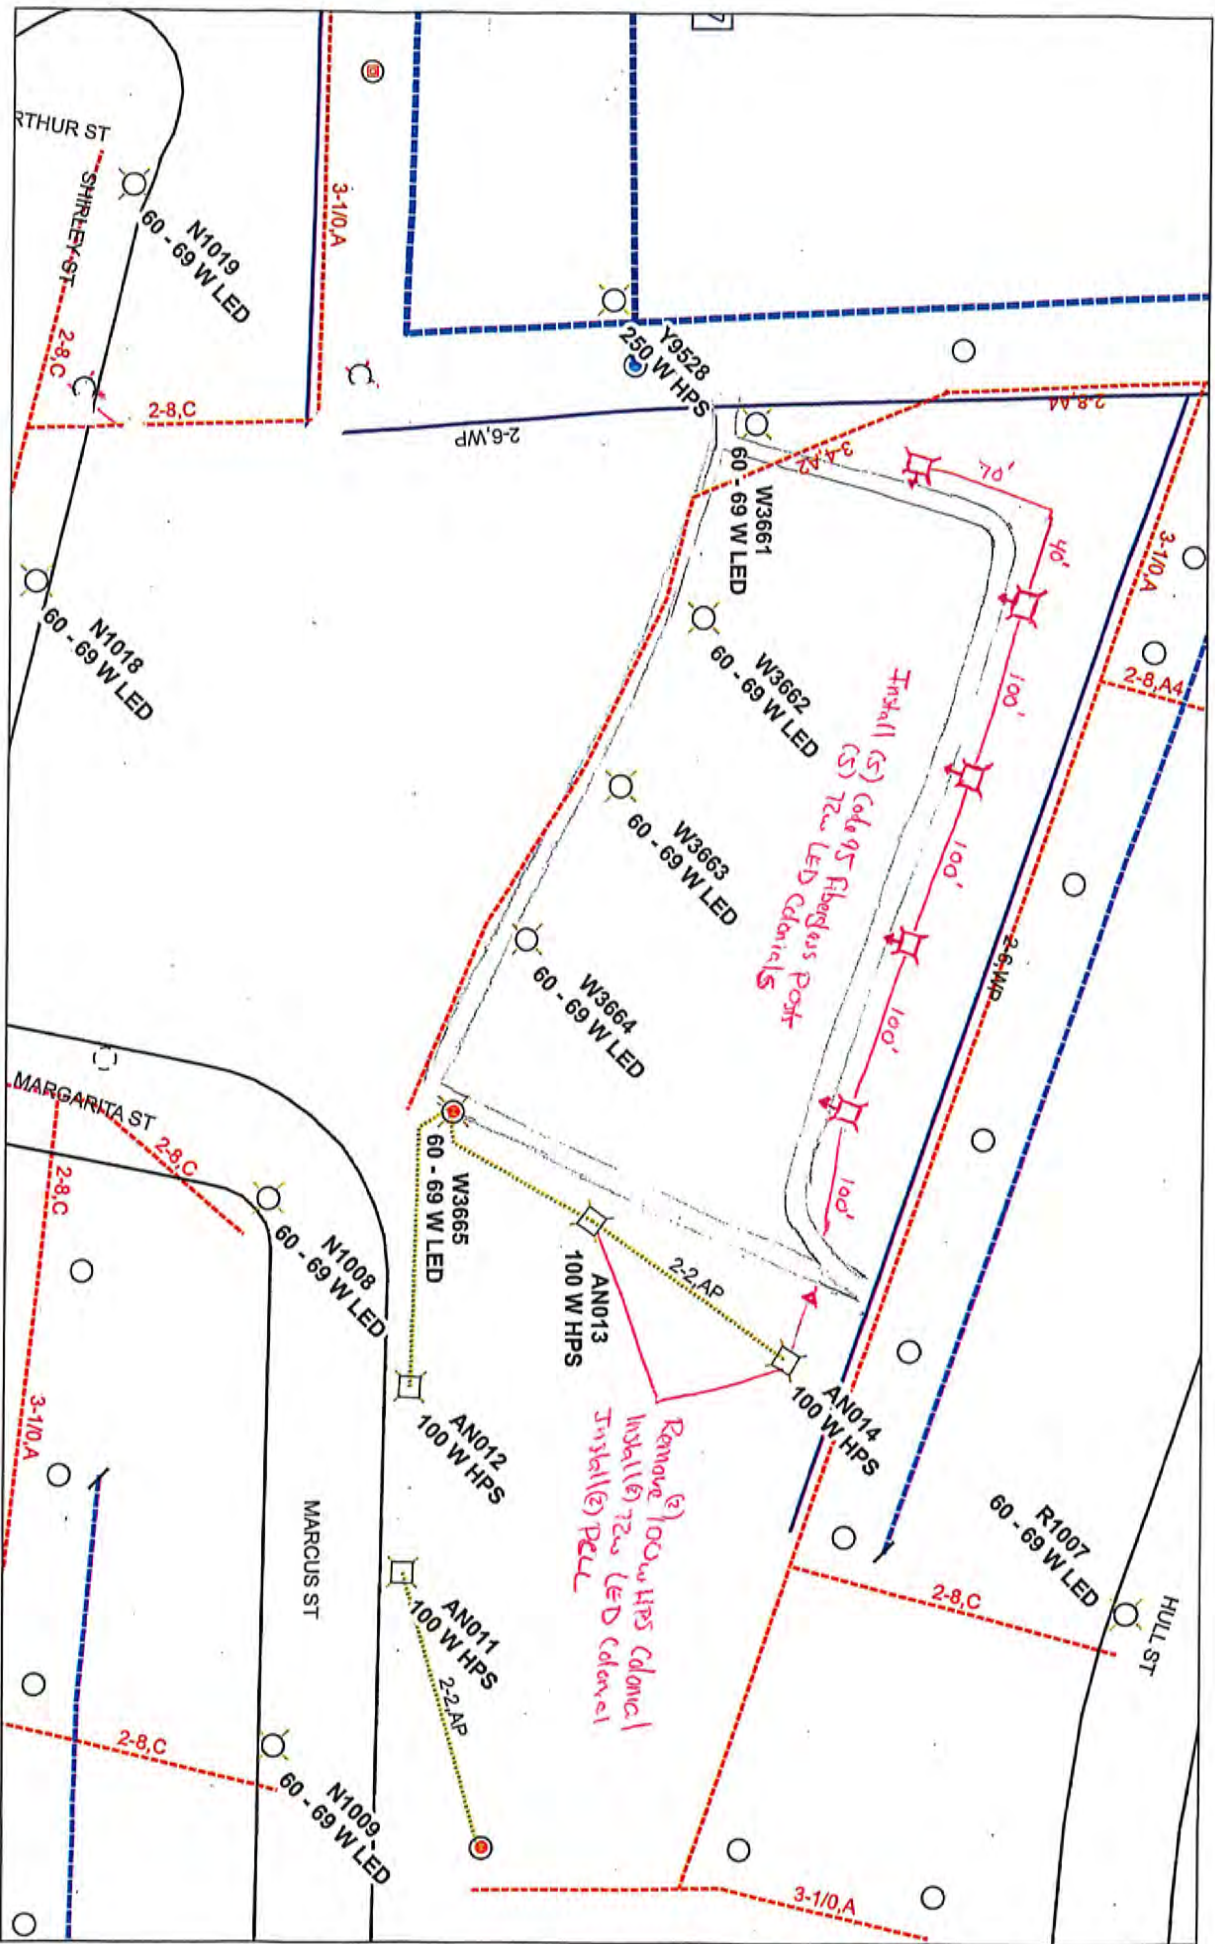 7
RTHUR ST
SHIRLEY ST
N1019
60 - 69 W LED
3-1/0,A
2-8,C
2-8,C
Y9528
250 W HPS
2-6,WP
2-8,A4
3-4,A2
W3661
60 - 69 W LED
70'
40'
3-1/0,A
2-8,A4
N1018
60 - 69 W LED
W3662
60 - 69 W LED
100'
Install (5) Code 95 Fiberglass Posts
(5) 72w LED Colonials
W3663
60 - 69 W LED
100'
W3664
60 - 69 W LED
100'
2-6,WP
100'
MARGARITA ST
2-8,C
2-8,C
W3665
60 - 69 W LED
N1008
60 - 69 W LED
AN013
100 W HPS
2-2,AP
AN014
100 W HPS
AN012
100 W HPS
3-1/0,A
MARCUS ST
Remove (2) 100w HPS Colonial
Install (2) 72w LED Colonial
Install (2) PECC
R1007
60 - 69 W LED
HULL ST
2-8,C
AN011
100 W HPS
2-2,AP
2-8,C
N1009
60 - 69 W LED
3-1/0,A